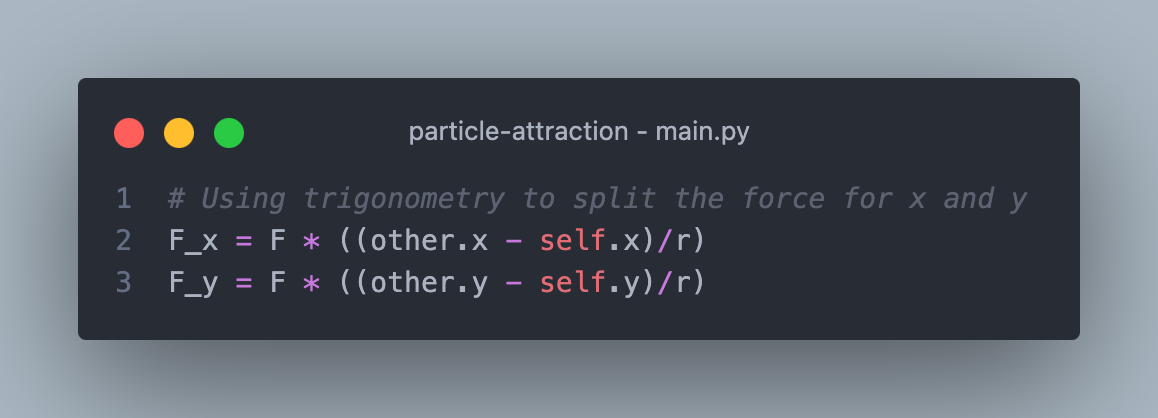 particle-attraction - main.py
1 # Using trigonometry to split the force for x and y
2 F_x = F * ((other.x - self.x)/r)
3 F_y = F * ((other.y - self.y)/r)